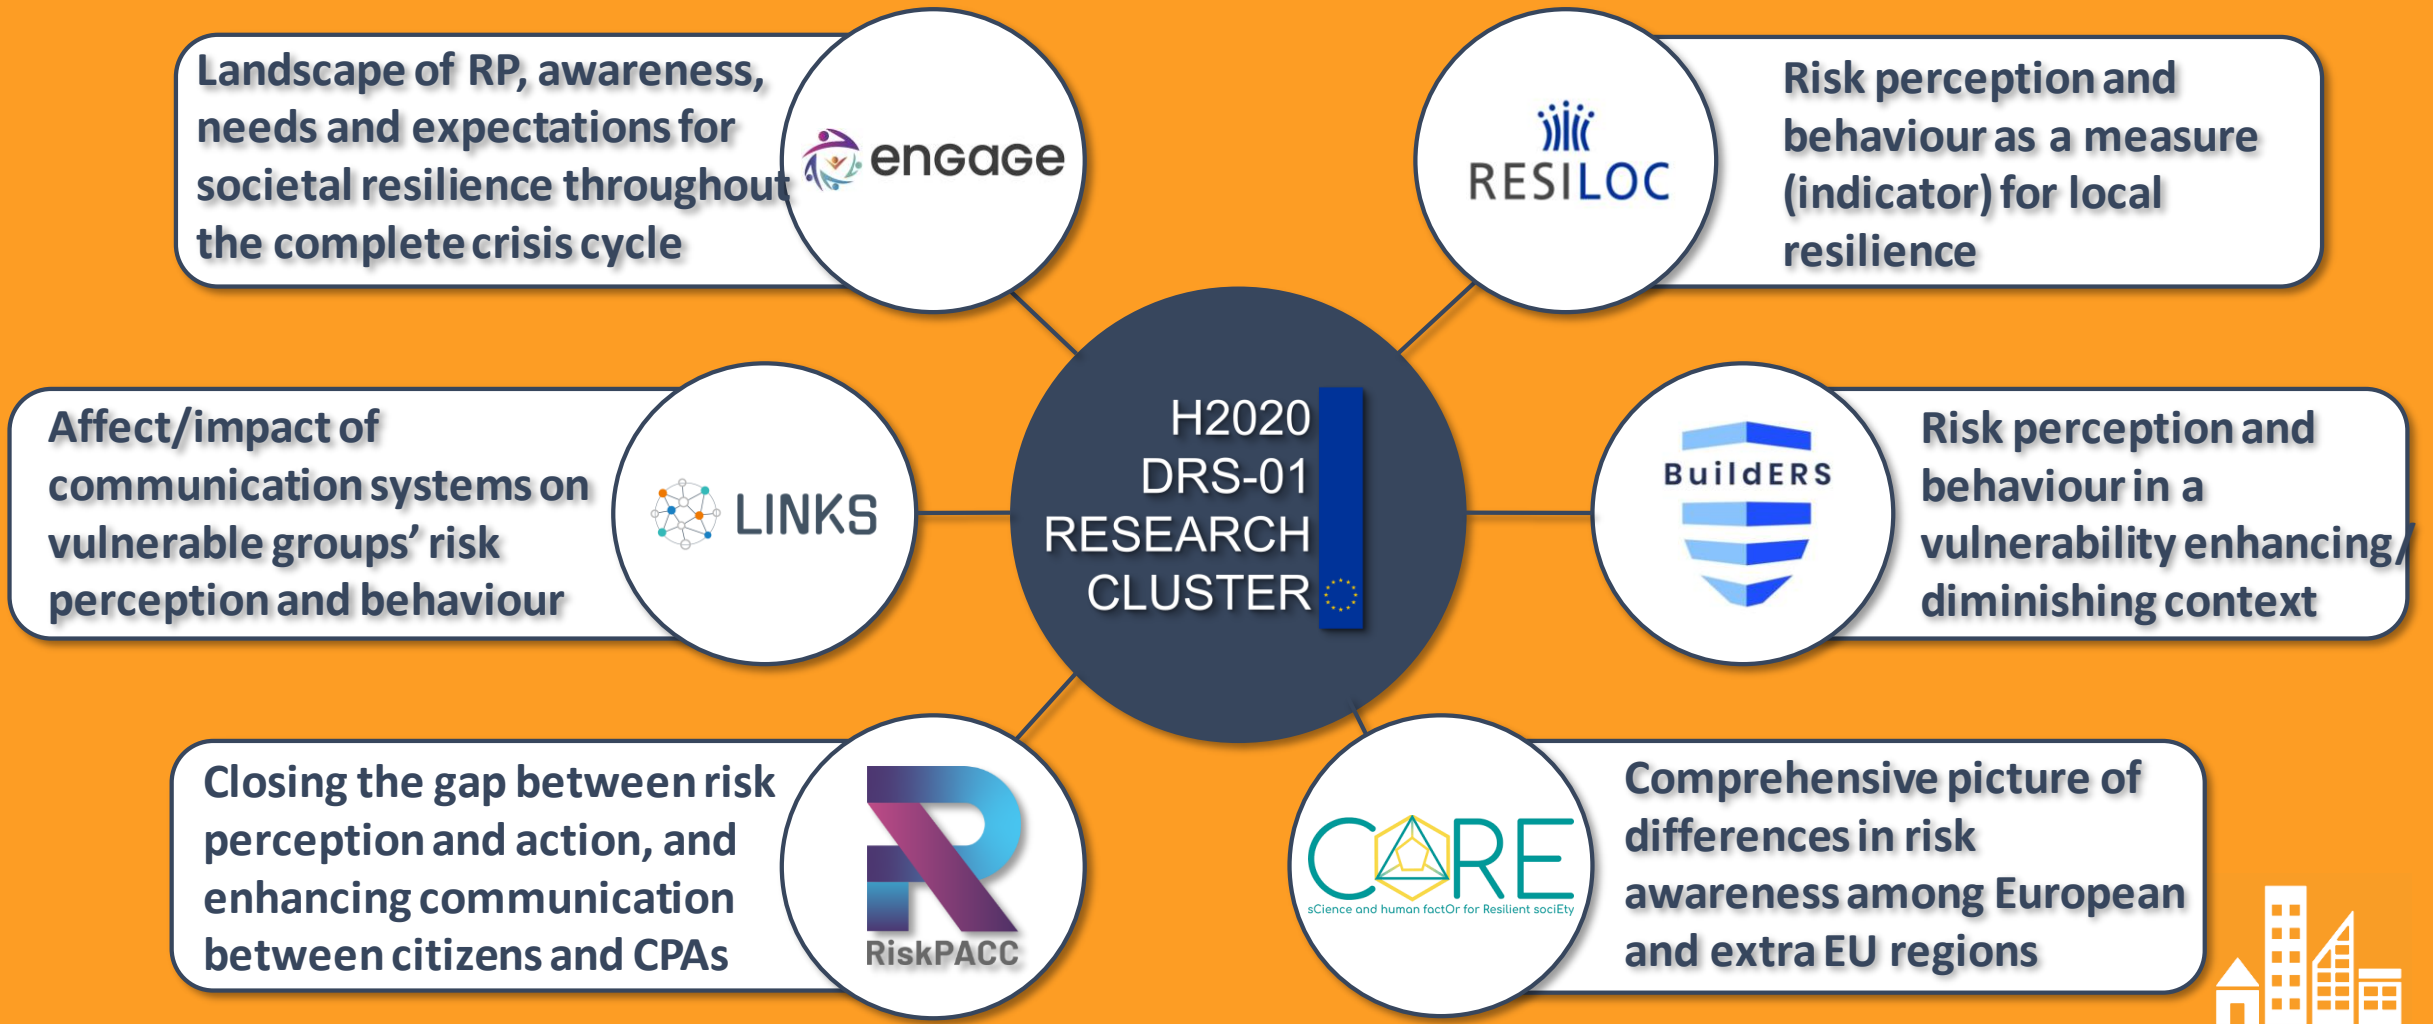 Landscape of RP, awareness,
needs and expectations for
societal resilience throughout
the complete crisis cycle
enGaGe
RESILOC
Risk perception and
behaviour as a measure
(indicator) for local
resilience
Affect/impact of
communication systems on
vulnerable groups’ risk
perception and behaviour
LINKS
H2020
DRS-01
RESEARCH
CLUSTER
BuildERS
Risk perception and
behaviour in a
vulnerability enhancing/
diminishing context
Closing the gap between risk
perception and action, and
enhancing communication
between citizens and CPAs
RiskPACC
CORE
sCience and human factOr for Resilient sociEty
Comprehensive picture of
differences in risk
awareness among European
and extra EU regions